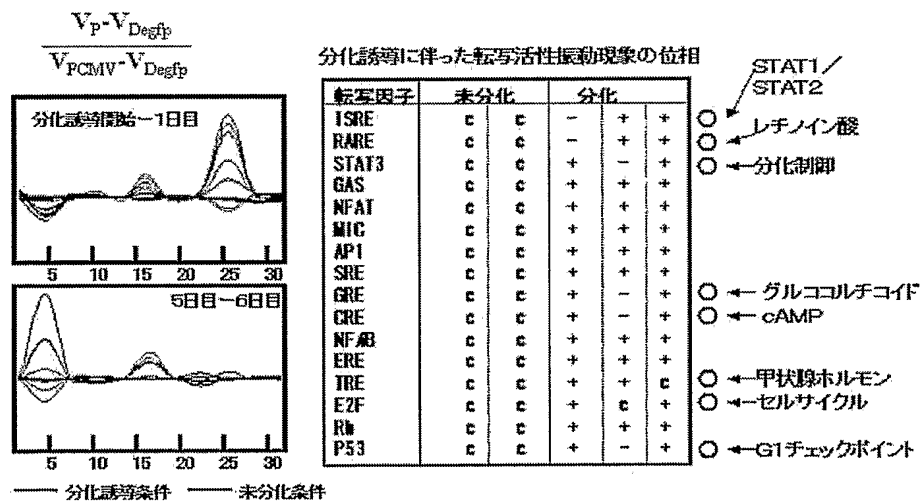 V_P-V_Degfp
V_PCMV-V_Degfp
分化誘導開始ー1日目
5 10 15 20 25 30
5日目ー6日目
5 10 15 20 25 30
分化誘導条件 未分化条件
分化誘導に伴った転写活性振動現象の位相
転写因子 未分化 分化
ISRE c c - + +
RARE c c - + +
STAT3 c c + - +
GAS c c + + +
NFAT c c + + +
MIC c c + + +
AP1 c c + + +
SRE c c + + +
GRE c c + - +
CRE c c + - +
NFκB c c + + +
ERE c c + + +
TRE c c + + c
E2F c c + c +
Rb c c + + +
P53 c c + - +
STAT1/
STAT2
レチノイン酸
分化制御
グルココルチコイド
cAMP
甲状腺ホルモン
セルサイクル
G1チェックポイント